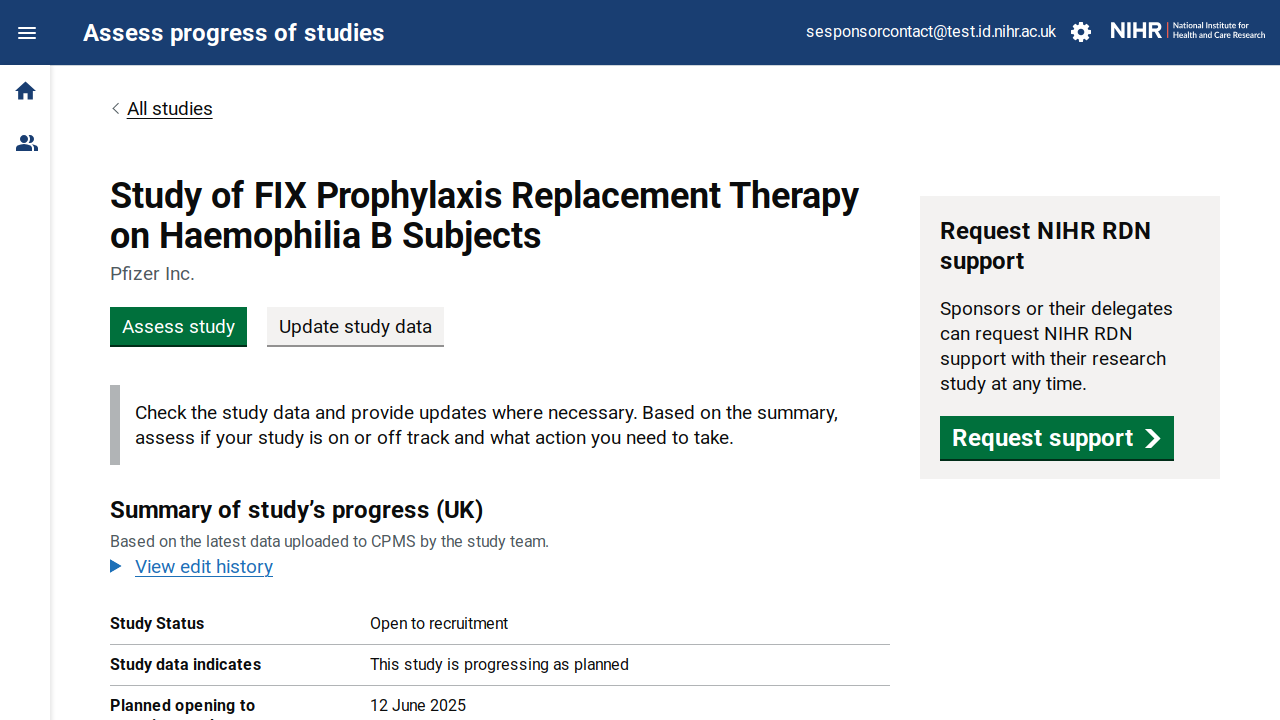 Assess progress of studies
sesponsorcontact@test.id.nihr.ac.uk
NIHR | National Institute for
Health and Care Research
All studies
Study of FIX Prophylaxis Replacement Therapy
on Haemophilia B Subjects
Pfizer Inc.
Assess study
Update study data
Check the study data and provide updates where necessary. Based on the summary,
assess if your study is on or off track and what action you need to take.
Summary of study’s progress (UK)
Based on the latest data uploaded to CPMS by the study team.
View edit history
Study Status
Open to recruitment
Study data indicates
This study is progressing as planned
Planned opening to
12 June 2025
Request NIHR RDN
support
Sponsors or their delegates
can request NIHR RDN
support with their research
study at any time.
Request support